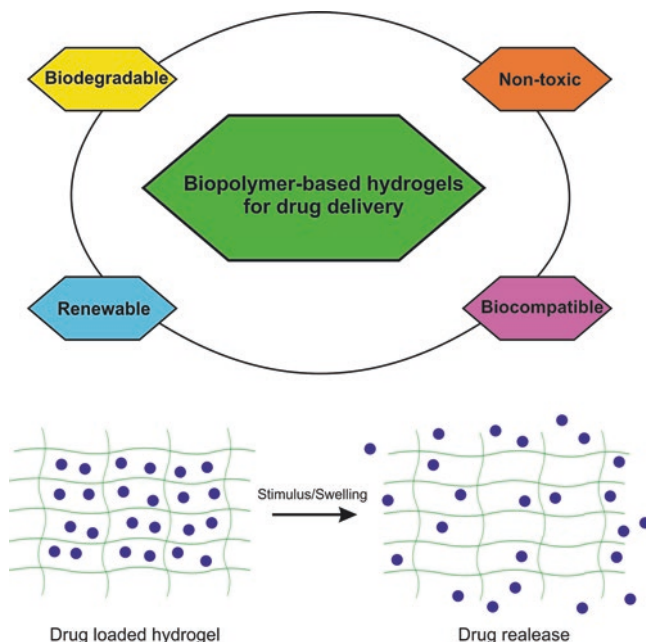 Biodegradable
Non-toxic
Biopolymer-based hydrogels
for drug delivery
Renewable
Biocompatible
Stimulus/Swelling
Drug loaded hydrogel
Drug realease